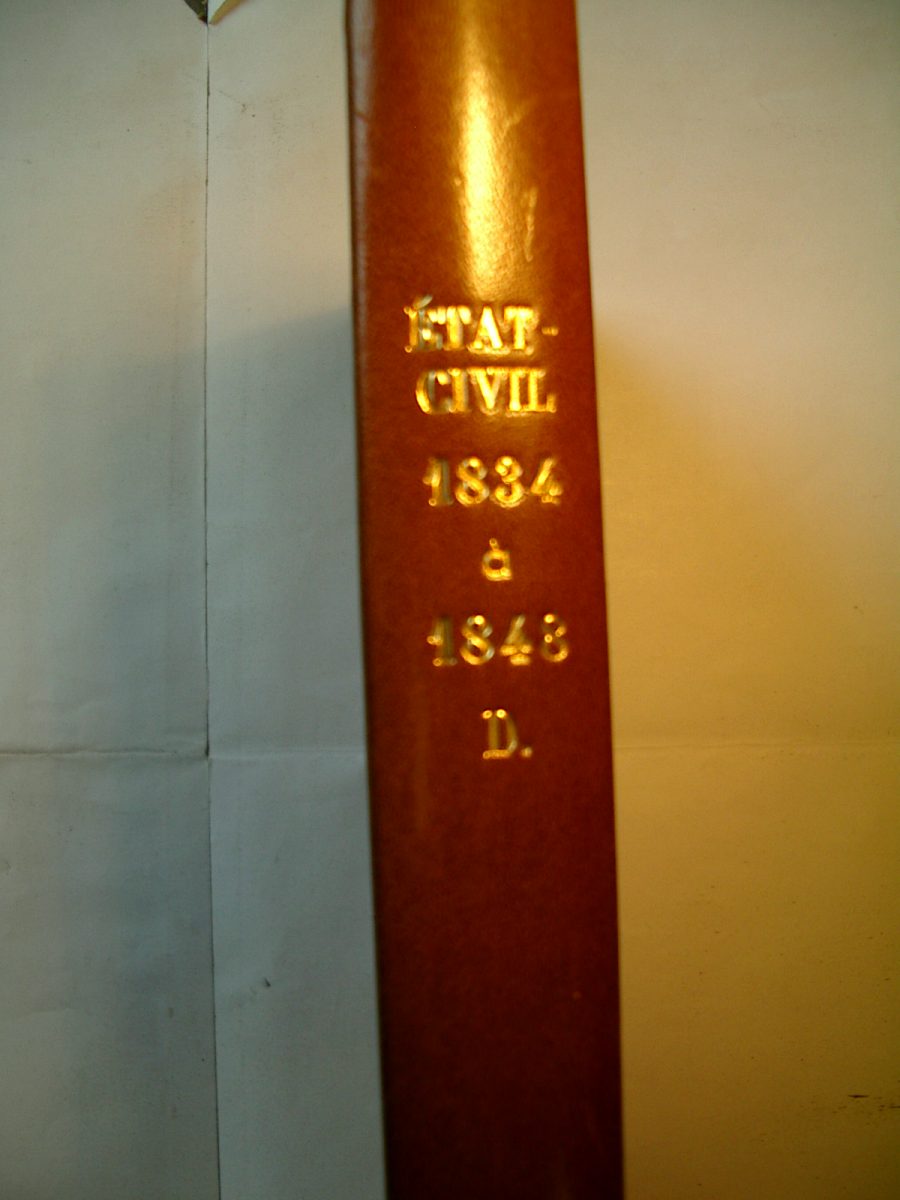 ÉTAT-
CIVIL
1834
à
1843
D.